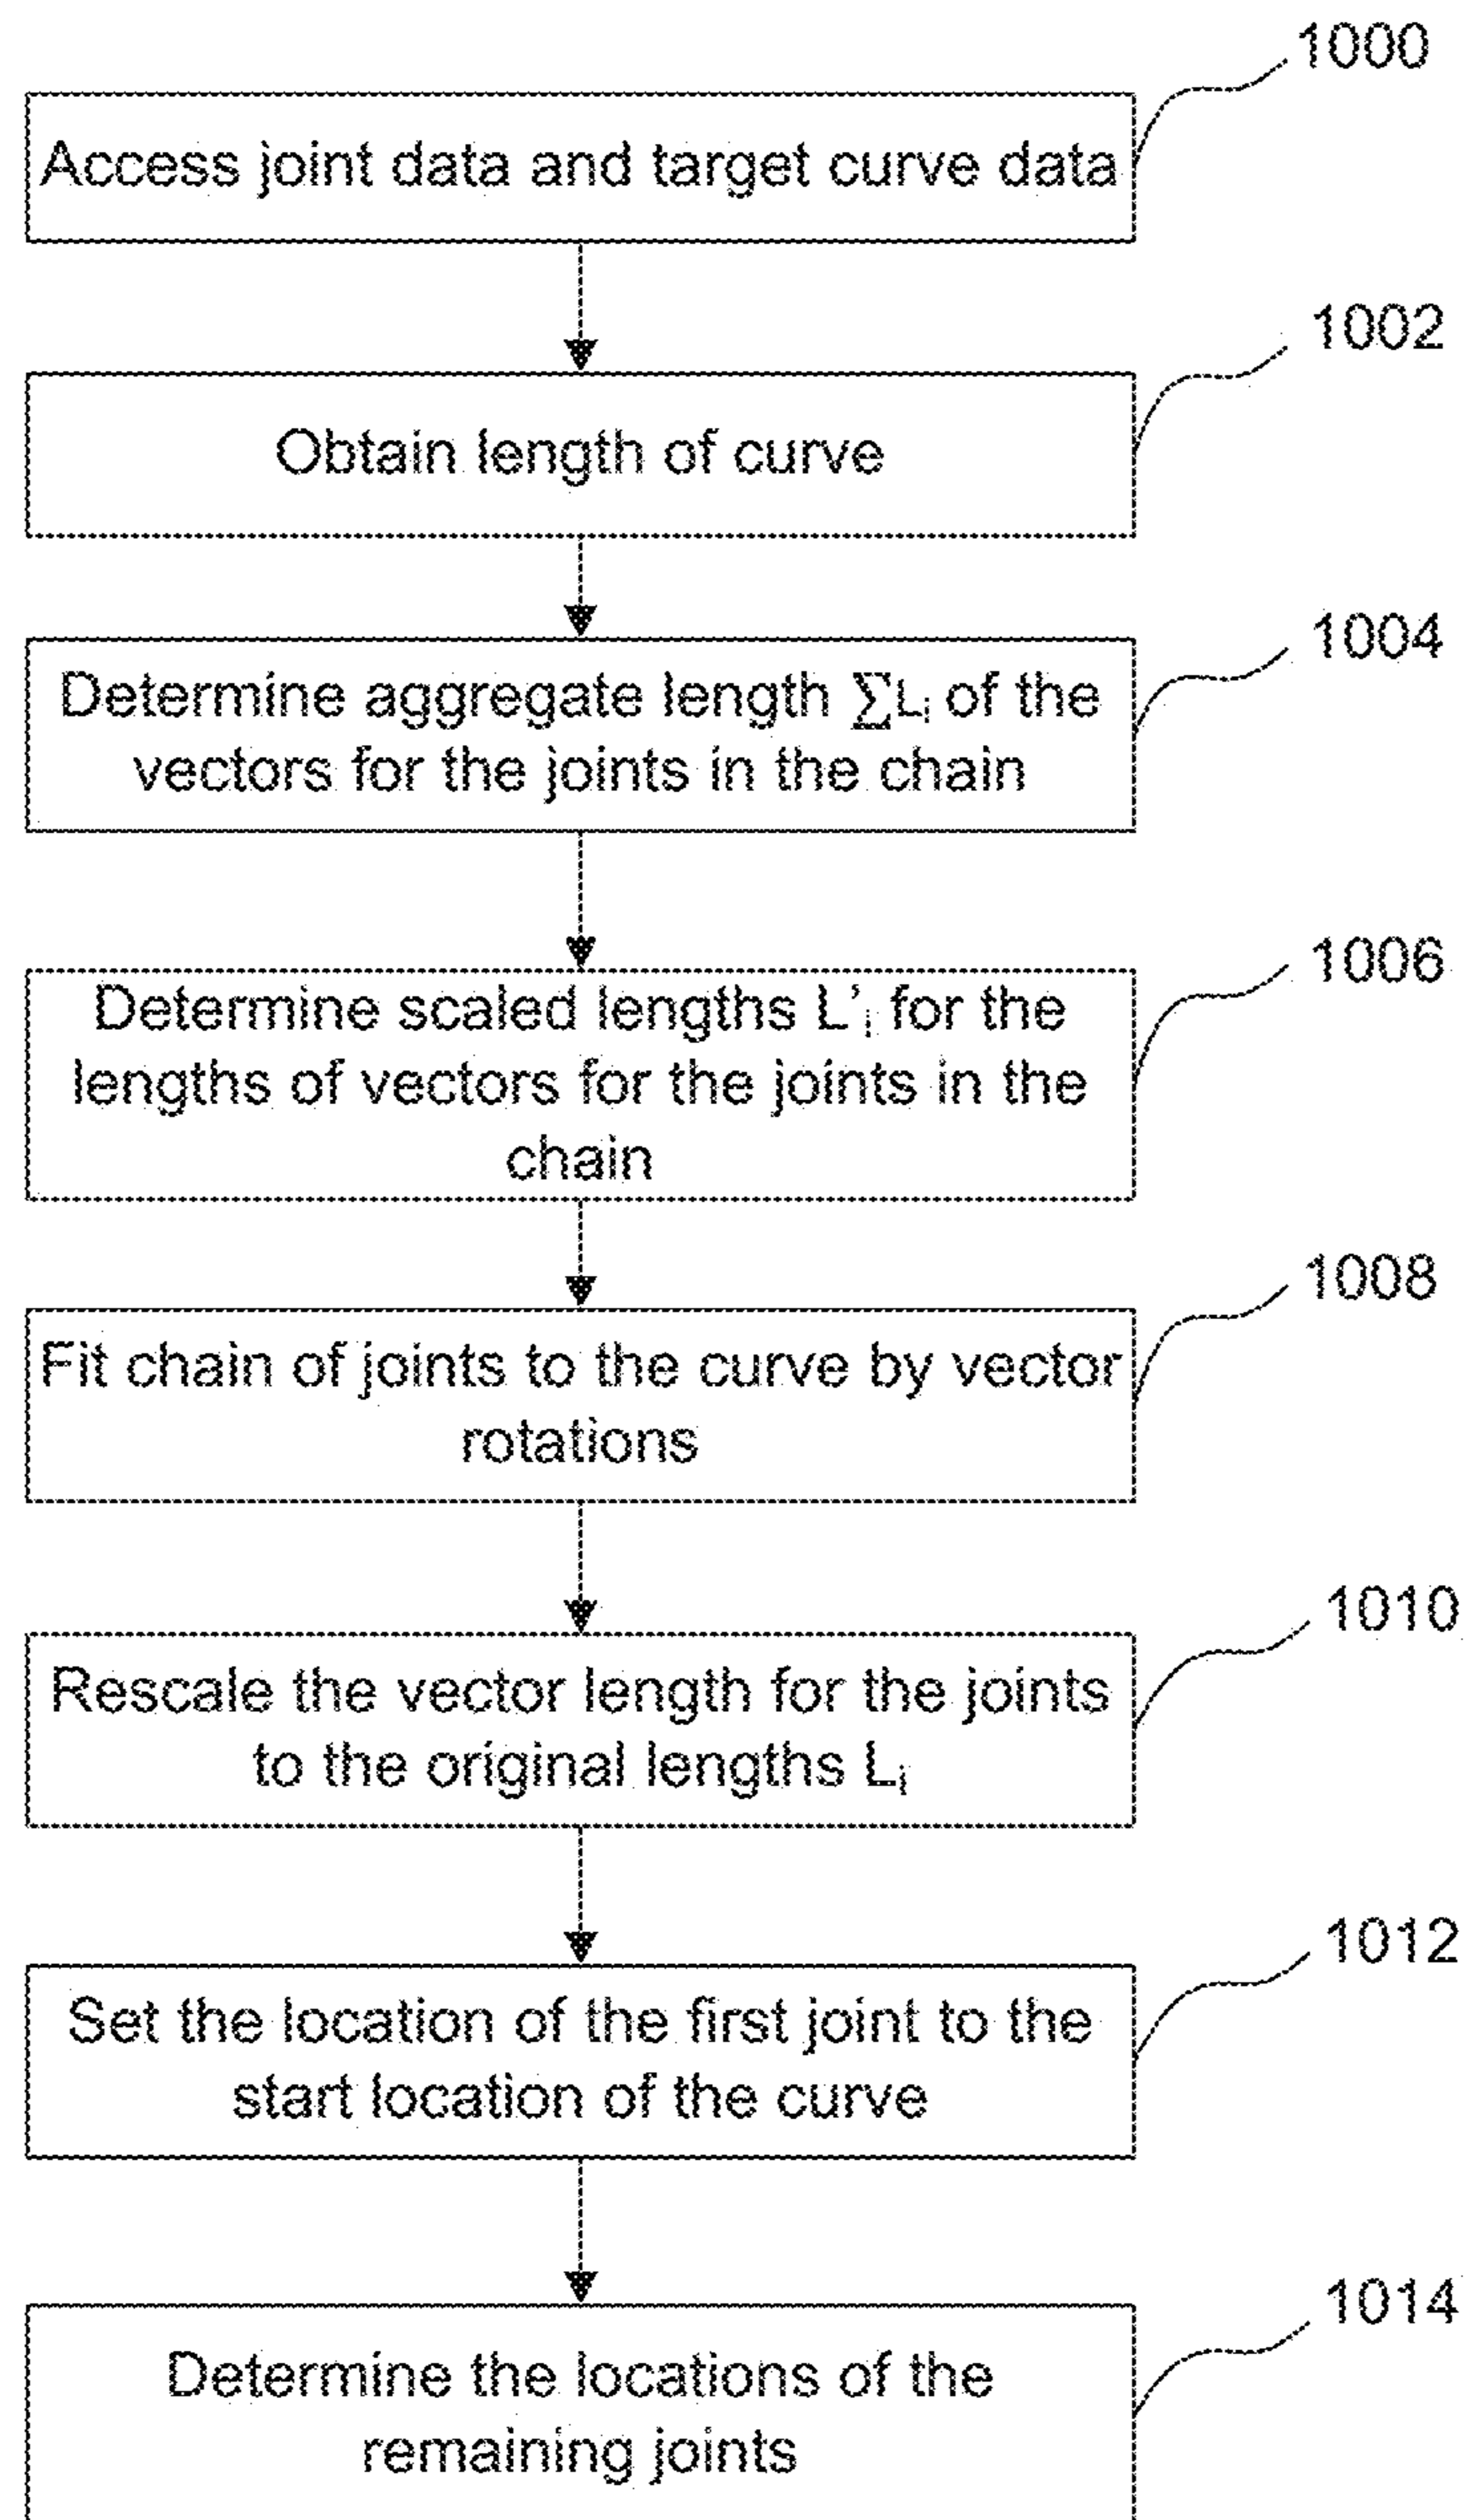 1000
Access joint data and target curve data
1002
Obtain length of curve
1004
Determine aggregate length ∑Lᵢ of the
vectors for the joints in the chain
1006
Determine scaled lengths L'ᵢ for the
lengths of vectors for the joints in the
chain
1008
Fit chain of joints to the curve by vector
rotations
1010
Rescale the vector length for the joints
to the original lengths Lᵢ
1012
Set the location of the first joint to the
start location of the curve
1014
Determine the locations of the
remaining joints